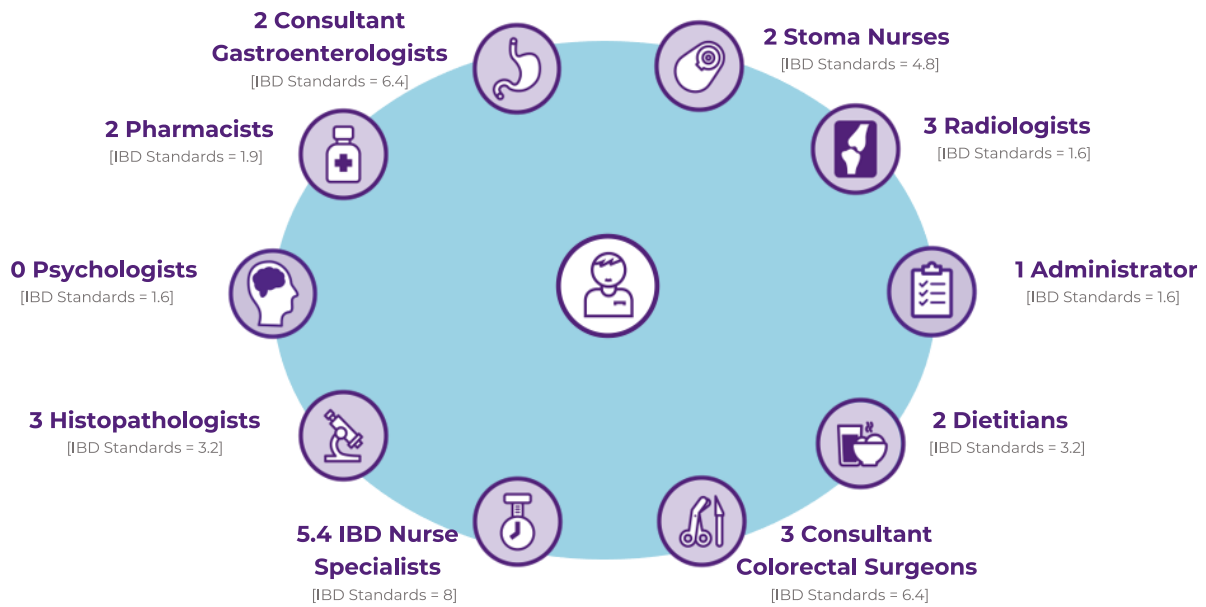 2 Consultant
Gastroenterologists
[IBD Standards = 6.4]
2 Stoma Nurses
[IBD Standards = 4.8]
2 Pharmacists
[IBD Standards = 1.9]
3 Radiologists
[IBD Standards = 1.6]
0 Psychologists
[IBD Standards = 1.6]
1 Administrator
[IBD Standards = 1.6]
3 Histopathologists
[IBD Standards = 3.2]
2 Dietitians
[IBD Standards = 3.2]
5.4 IBD Nurse
Specialists
[IBD Standards = 8]
3 Consultant
Colorectal Surgeons
[IBD Standards = 6.4]